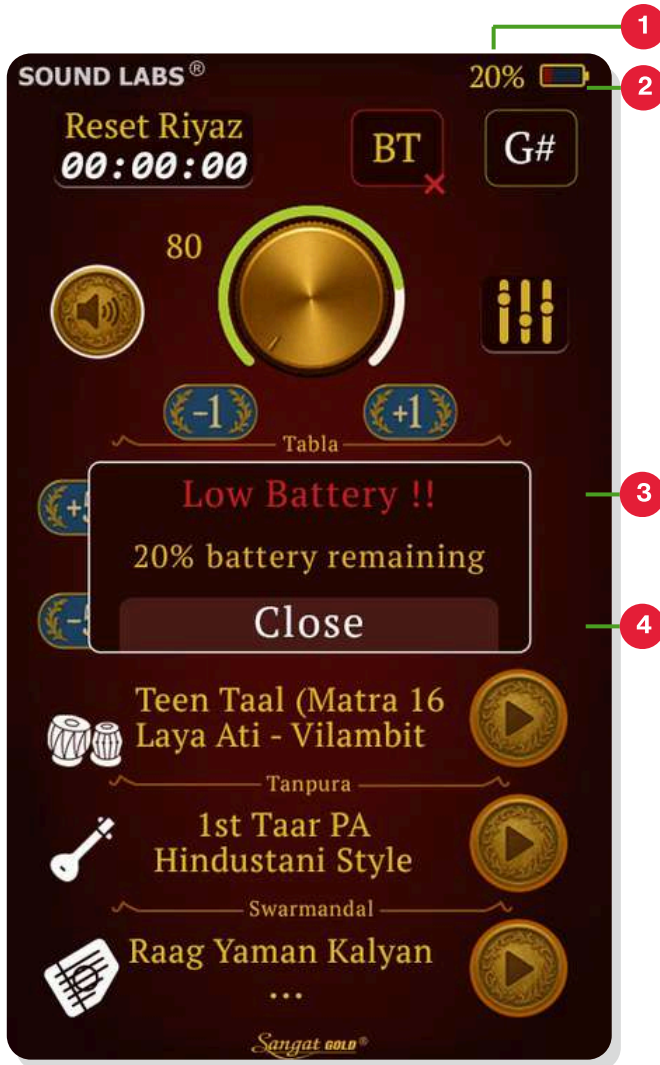 1
SOUND LABS®
20%
2
Reset Riyaz
00:00:00
BT
G#
80
-1
+1
Tabla
Low Battery !!
3
20% battery remaining
Close
4
Teen Taal (Matra 16
Laya Ati - Vilambit
Tanpura
1st Taar PA
Hindustani Style
Swarmandal
Raag Yaman Kalyan
...
Sangat GOLD®